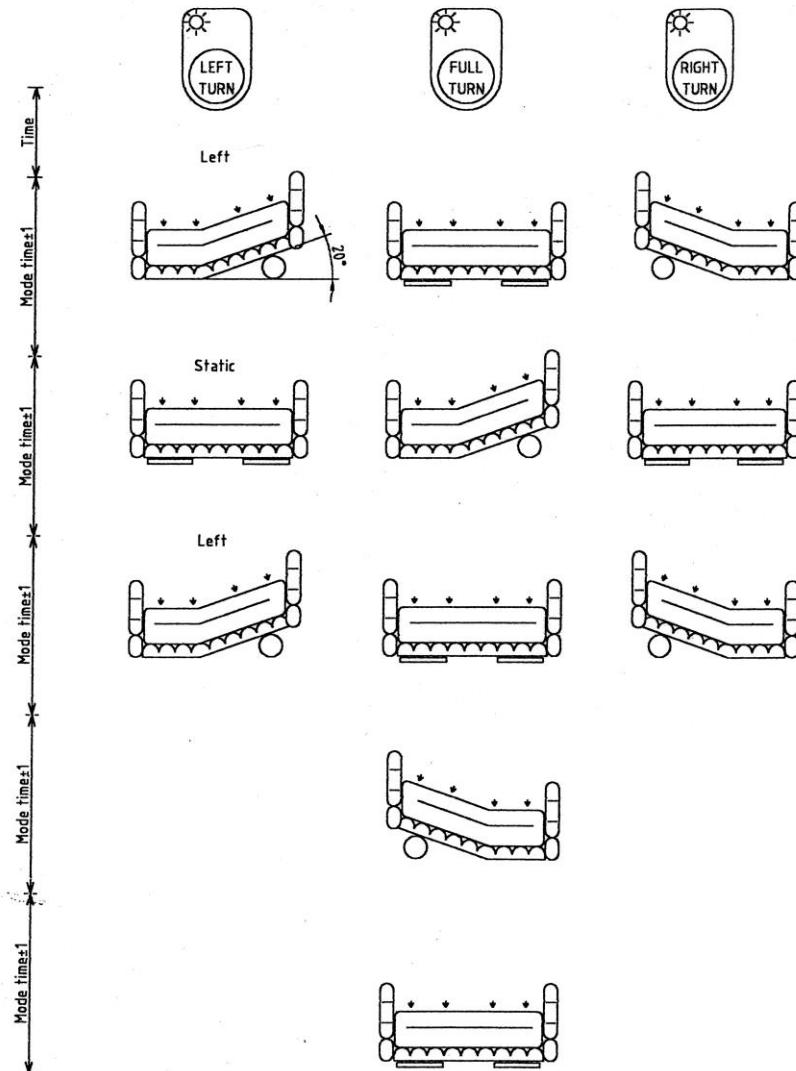 LEFT
TURN
FULL
TURN
RIGHT
TURN
Time
Left
20°
Mode time±1
Static
Mode time±1
Left
Mode time±1
Mode time±1
Mode time±1